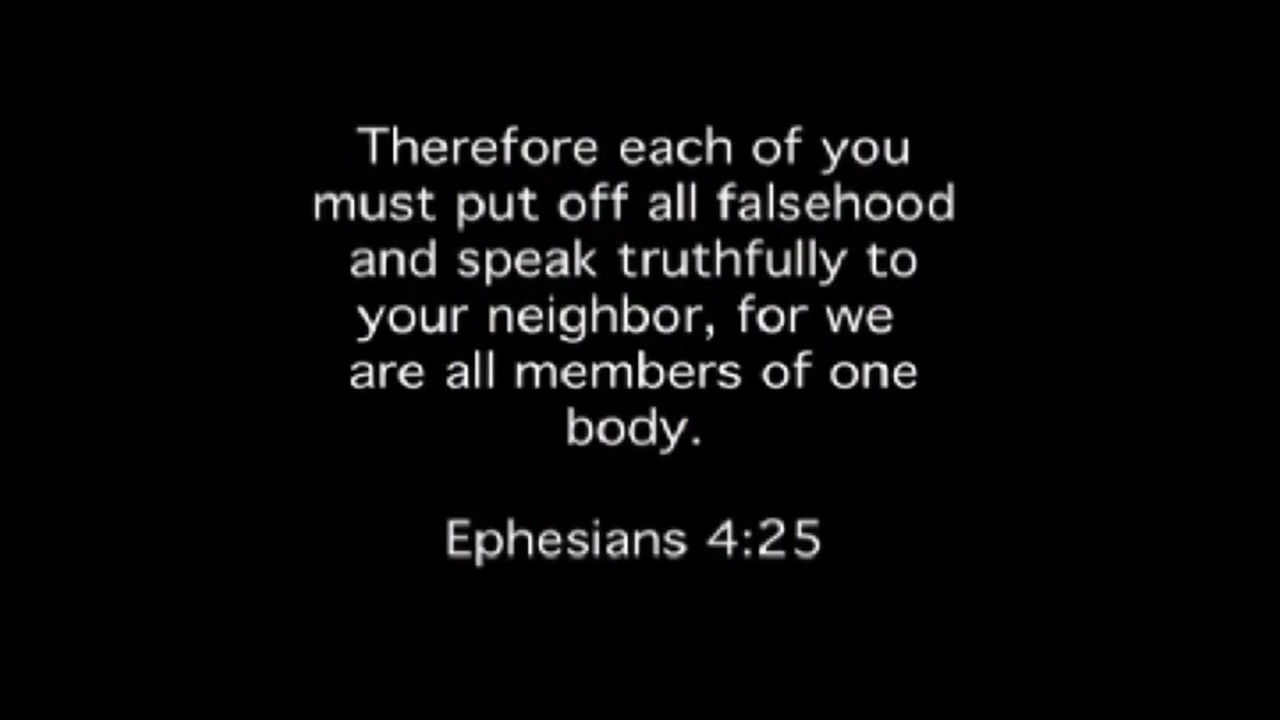 Therefore each of you
must put off all falsehood
and speak truthfully to
your neighbor, for we
are all members of one
body.
Ephesians 4:25